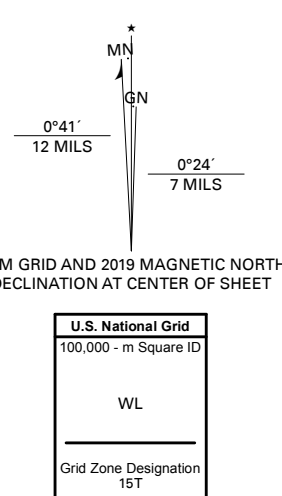 ★
MN
GN
0°41´
12 MILS
0°24´
7 MILS
M GRID AND 2019 MAGNETIC NORTH
DECLINATION AT CENTER OF SHEET
U.S. National Grid
100,000 - m Square ID
WL
Grid Zone Designation
15T